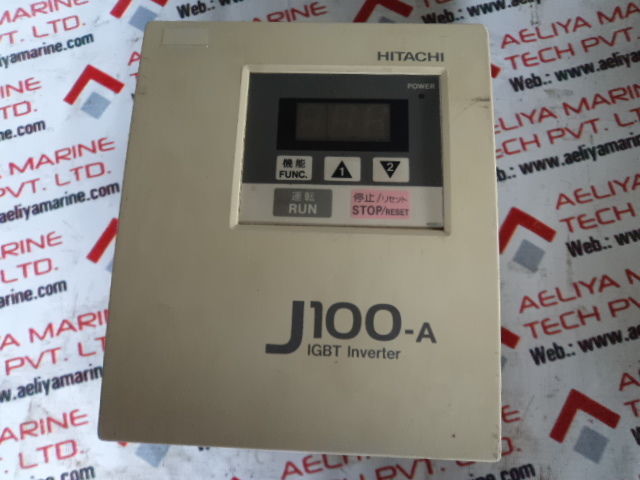 HITACHI
POWER
機能
FUNC.
1
2
運転
RUN
停止/リセット
STOP/RESET
J100-A
IGBT Inverter
AELIYA MARINE
TECH PVT. LTD.
Web.: www.aeliyamarine.com